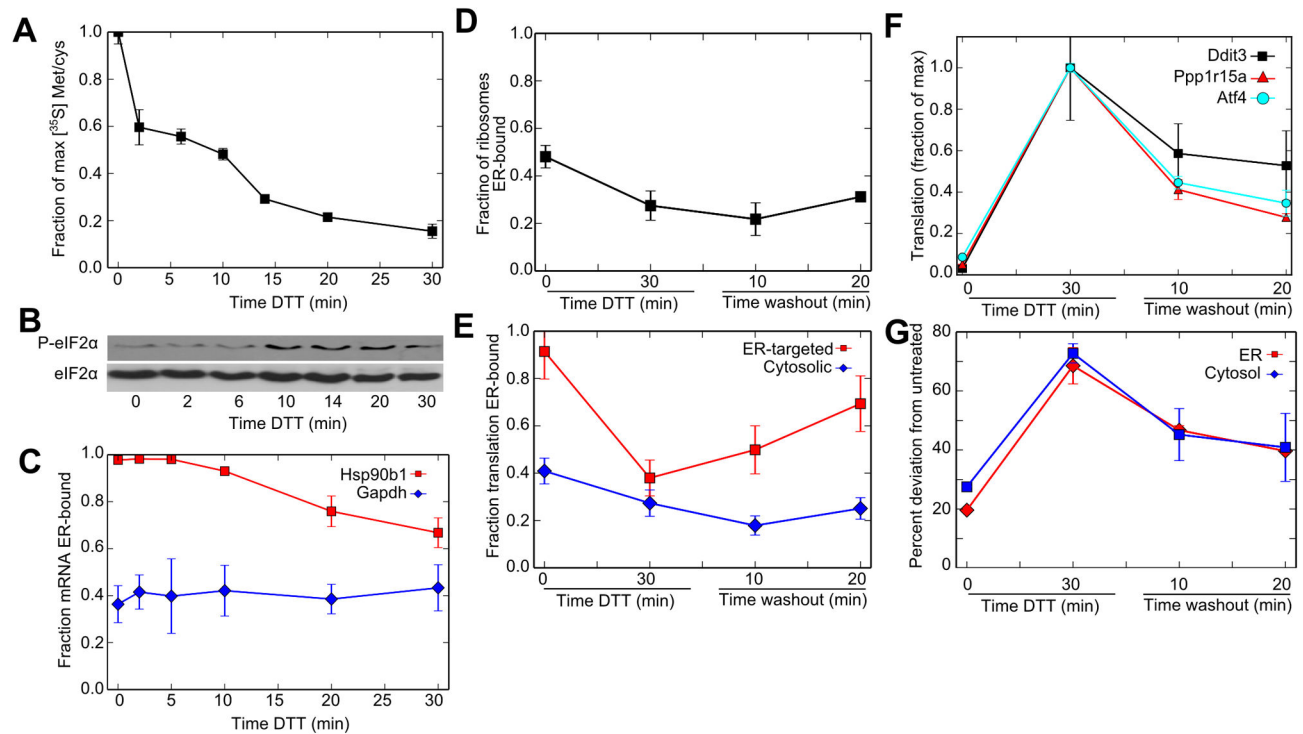 A
Fraction of max [³⁵S] Met/cys
1.0
0.8
0.6
0.4
0.2
0.0
0 5 10 15 20 25 30
Time DTT (min)
B
P-eIF2α
eIF2α
0 2 6 10 14 20 30
Time DTT (min)
C
Fraction mRNA ER-bound
1.0
0.8
0.6
0.4
0.4
0.0
Hsp90b1
Gapdh
0 5 10 15 20 25 30
Time DTT (min)
D
Fractino of ribosomes
ER-bound
1.0
0.8
0.6
0.4
0.2
0.0
0 30 10 20
Time DTT (min) Time washout (min)
E
Fraction translation ER-bound
1.0
0.8
0.6
0.4
0.2
0.0
ER-targeted
Cytosolic
0 30 10 20
Time DTT (min) Time washout (min)
F
Translation (fraction of max)
1.0
0.8
0.6
0.4
0.2
0.0
Ddit3
Ppp1r15a
Atf4
0 30 10 20
Time DTT (min) Time washout (min)
G
Percent deviation from untreated
80
60
40
20
0
ER
Cytosol
0 30 10 20
Time DTT (min) Time washout (min)